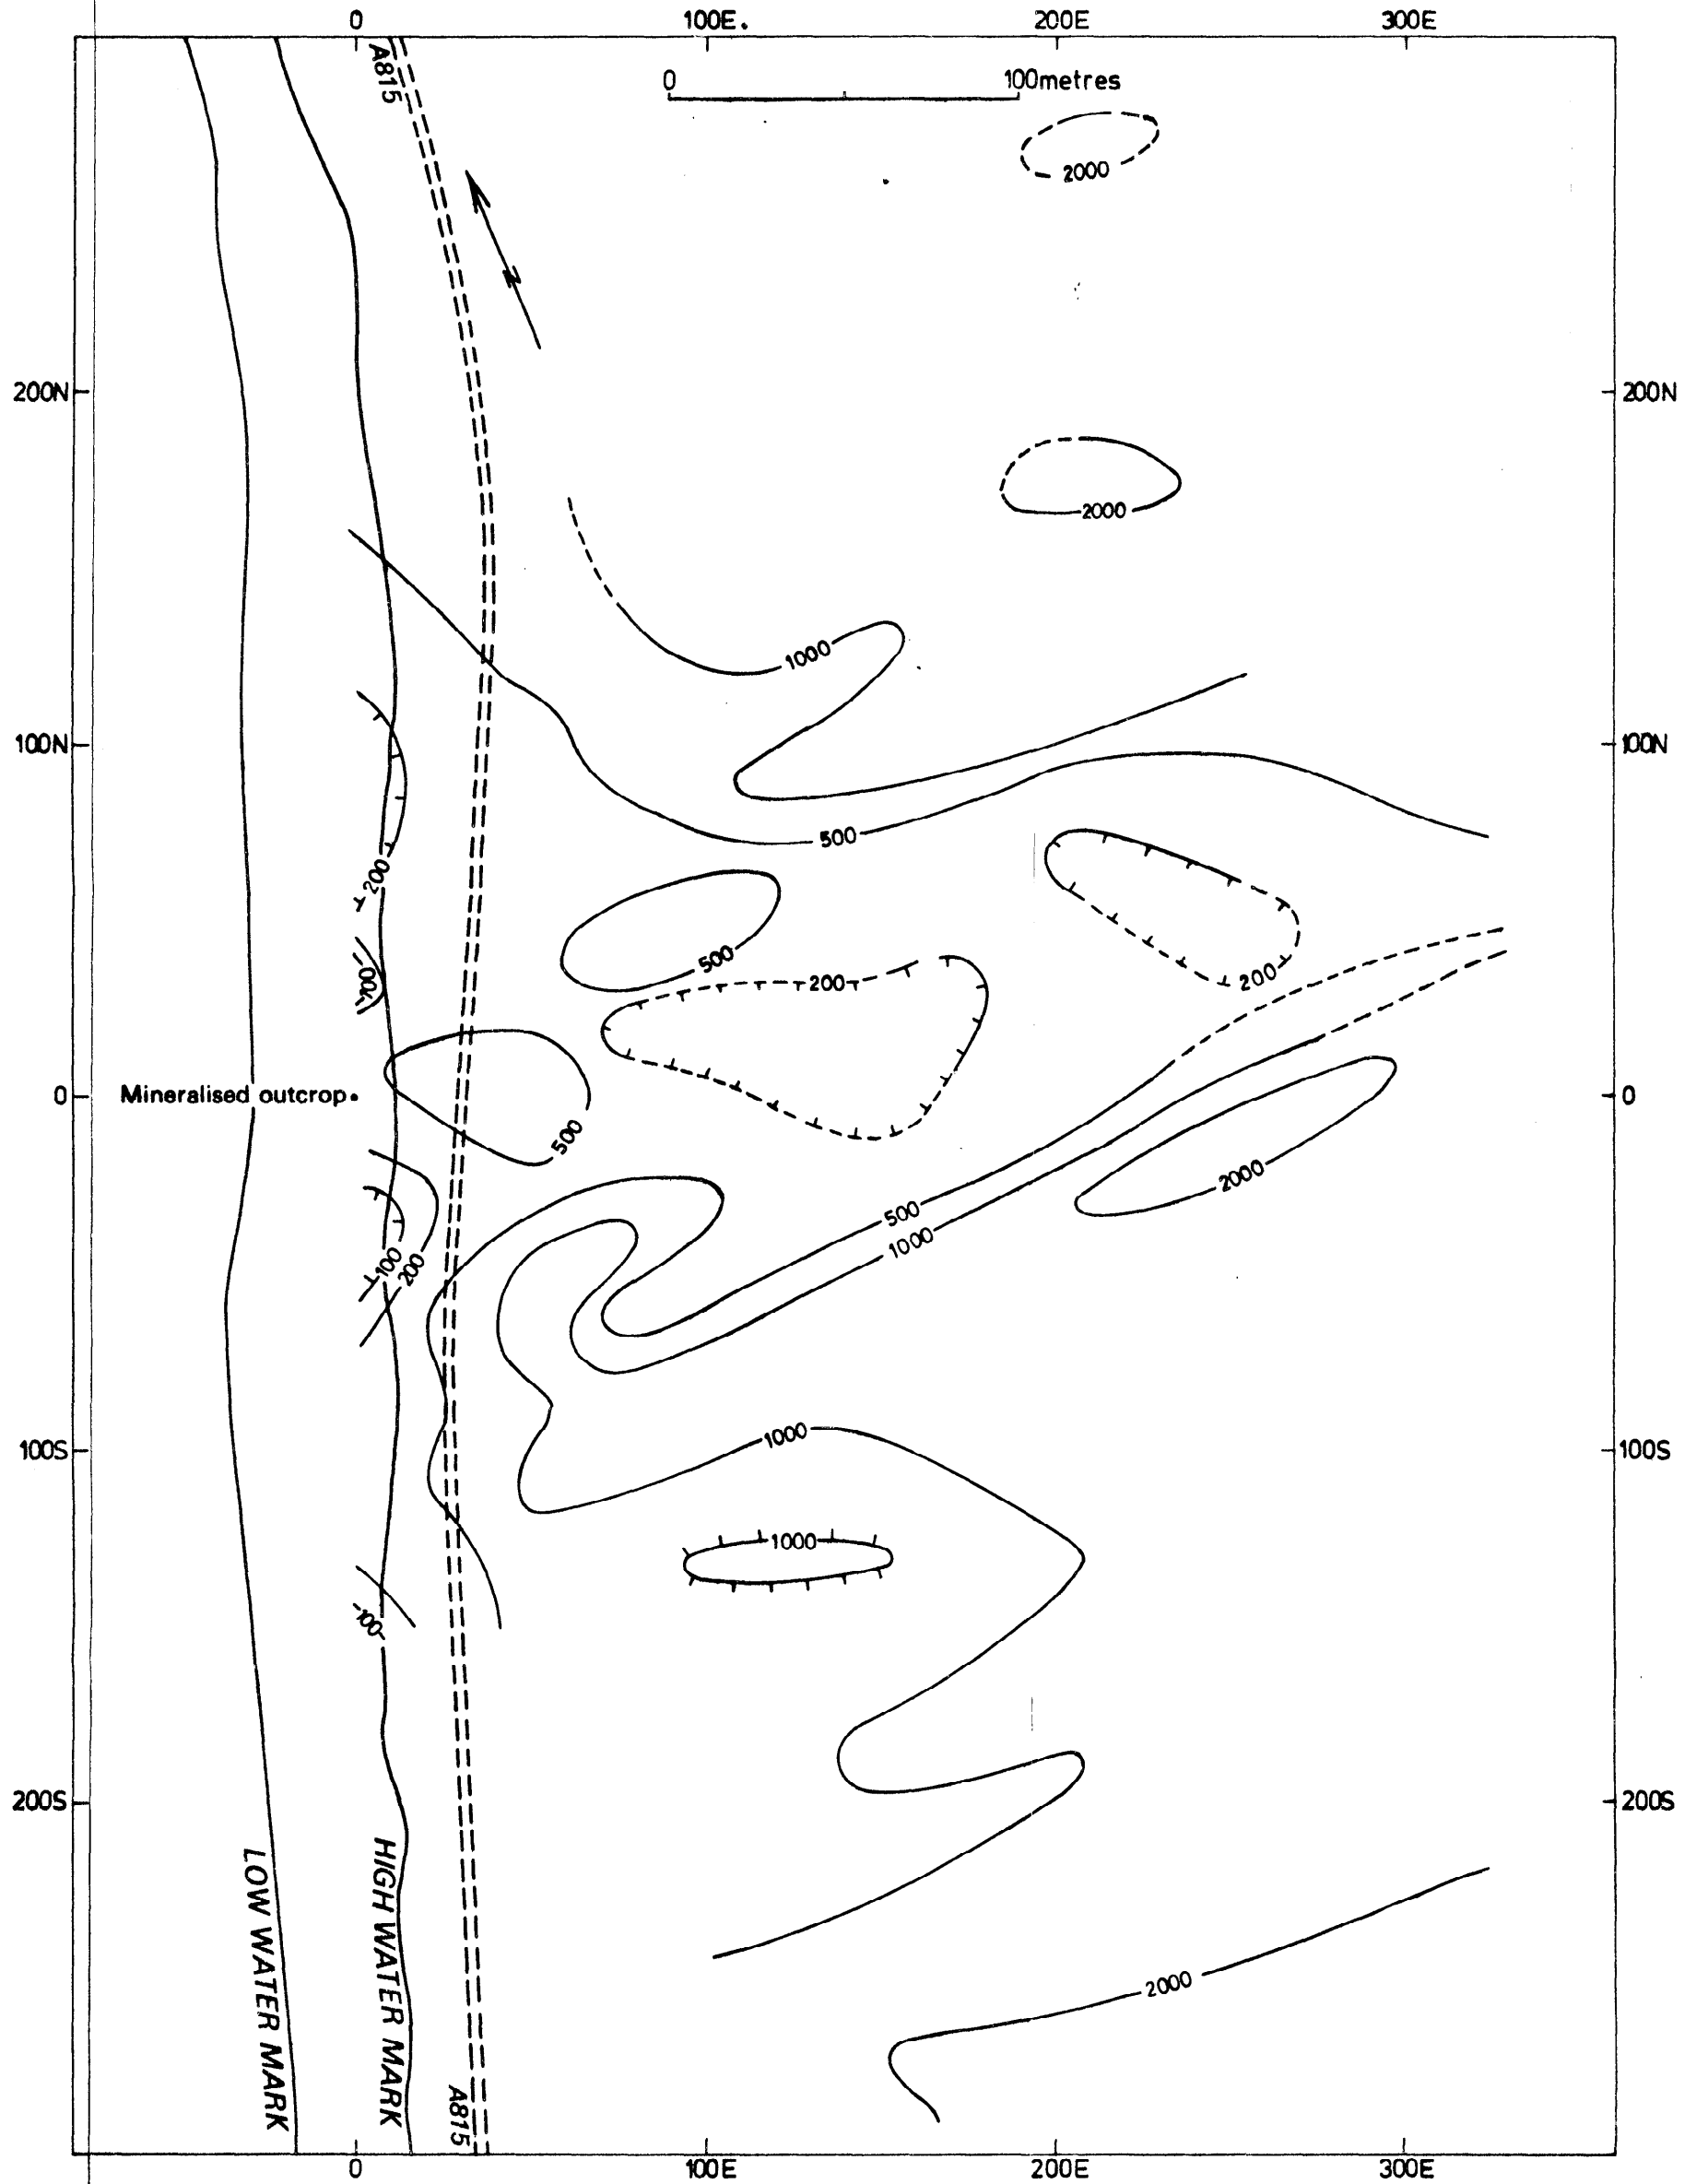 0 100E. 200E 300E
A815
0 100metres
2000
200N 200N
2000
1000
100N 100N
500
200
500
200
200
100
Mineralised outcrop. 0 0
500
2000
500
1000
100
200
100S 1000 100S
1000
100
200S 200S
LOW WATER MARK
HIGH WATER MARK
2000
A815
0 100E 200E 300E